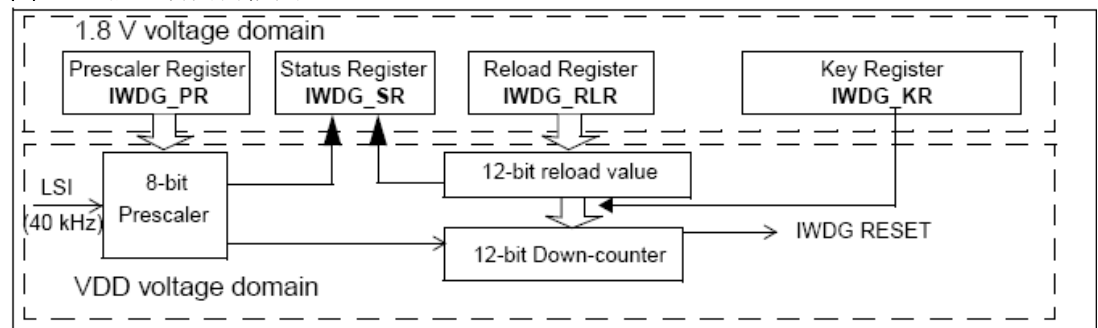 1.8 V voltage domain
Prescaler Register
IWDG_PR
Status Register
IWDG_SR
Reload Register
IWDG_RLR
Key Register
IWDG_KR
LSI
(40 kHz)
8-bit
Prescaler
12-bit reload value
12-bit Down-counter
IWDG RESET
VDD voltage domain